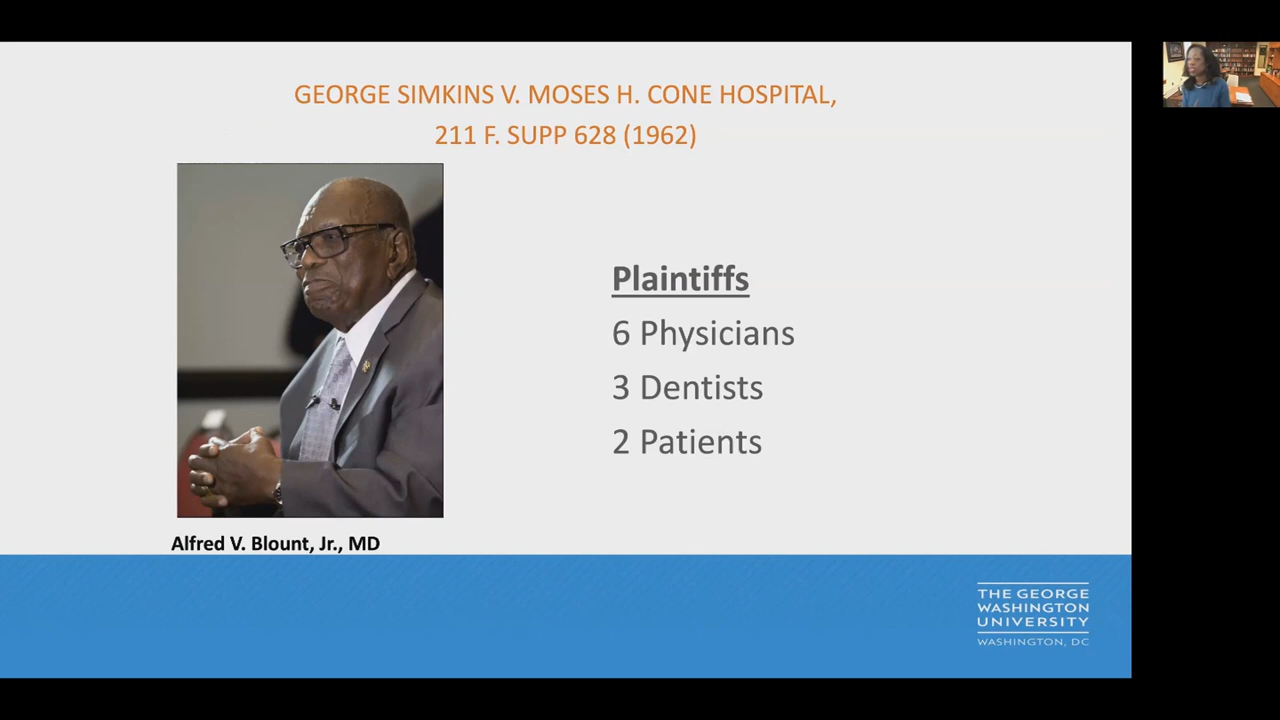 GEORGE SIMKINS V. MOSES H. CONE HOSPITAL,
211 F. SUPP 628 (1962)
Plaintiffs
6 Physicians
3 Dentists
2 Patients
Alfred V. Blount, Jr., MD
THE GEORGE
WASHINGTON
UNIVERSITY
WASHINGTON, DC